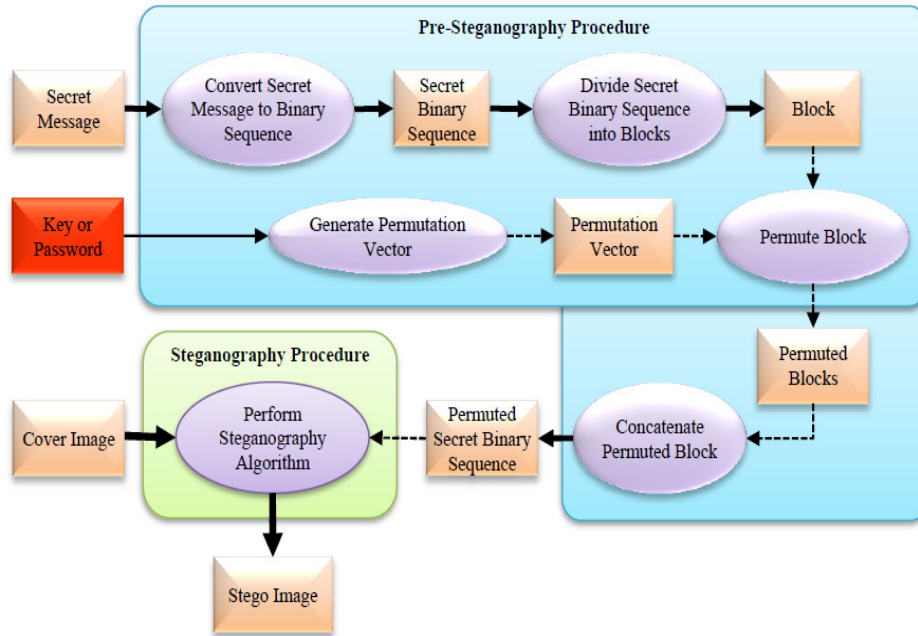 Pre-Steganography Procedure
Secret
Message
Convert Secret
Message to Binary
Sequence
Secret
Binary
Sequence
Divide Secret
Binary Sequence
into Blocks
Block
Key or
Password
Generate Permutation
Vector
Permutation
Vector
Permute Block
Steganography Procedure
Permuted
Blocks
Cover Image
Perform
Steganography
Algorithm
Permuted
Secret Binary
Sequence
Concatenate
Permuted Block
Stego Image